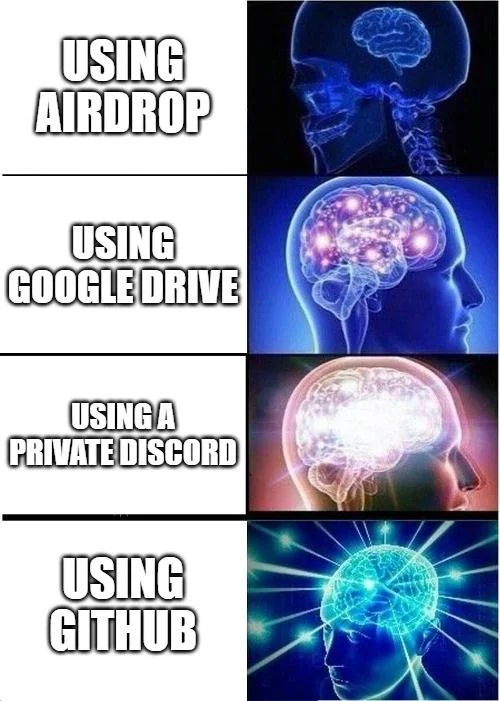 USING
AIRDROP
USING
GOOGLE DRIVE
USING A
PRIVATE DISCORD
USING
GITHUB